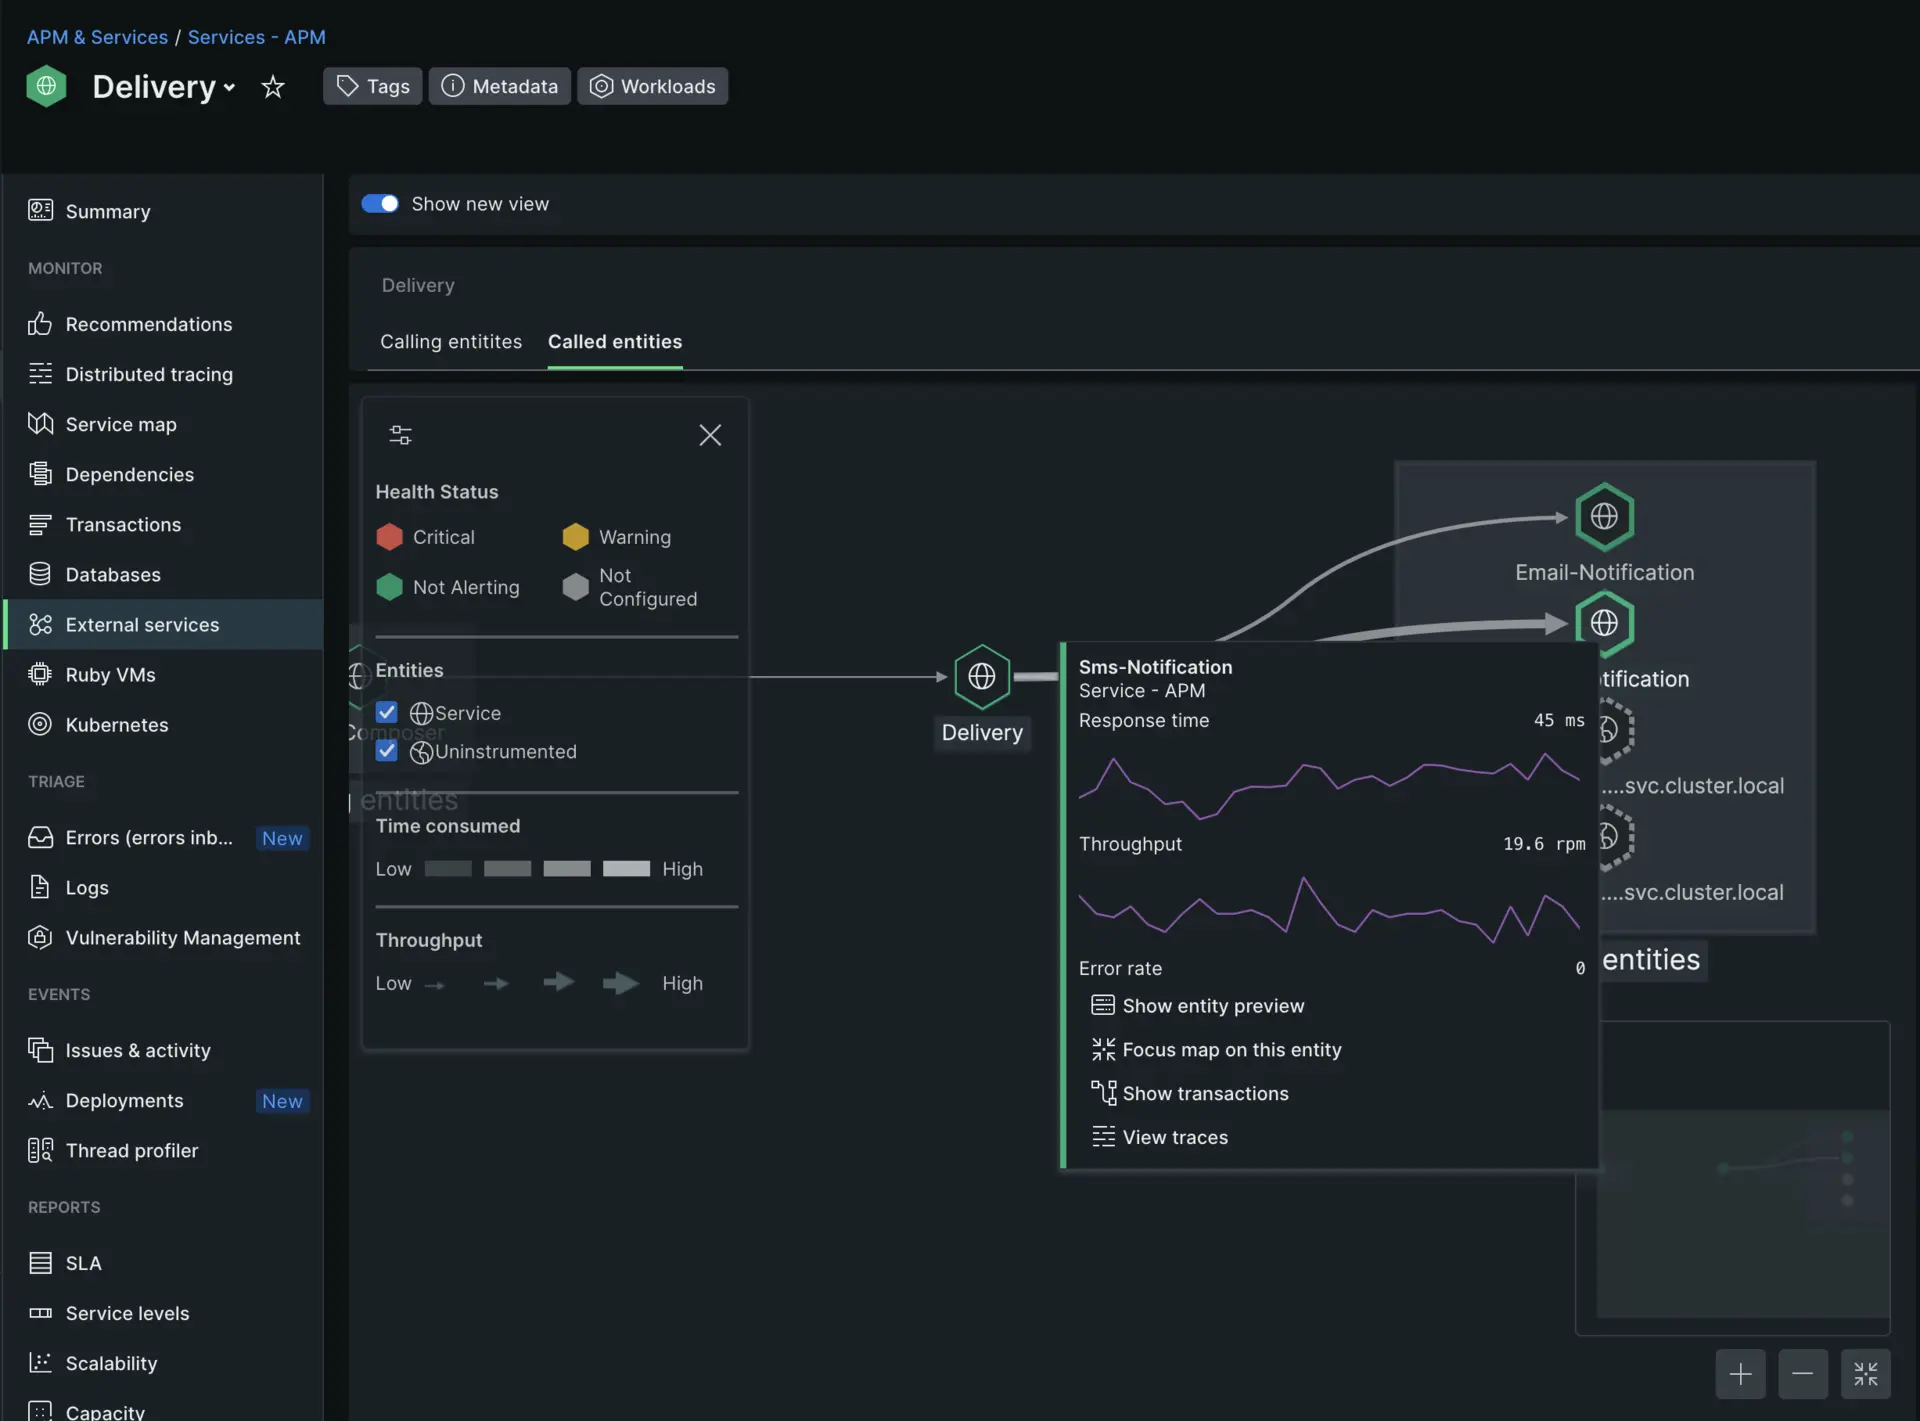 APM & Services / Services - APM
Delivery
Tags
Metadata
Workloads
Summary
MONITOR
Recommendations
Distributed tracing
Service map
Dependencies
Transactions
Databases
External services
Ruby VMs
Kubernetes
TRIAGE
Errors (errors inb... New
Logs
Vulnerability Management
EVENTS
Issues & activity
Deployments New
Thread profiler
REPORTS
SLA
Service levels
Scalability
Capacity
Show new view
Delivery
Calling entitites
Called entities
Health Status
Critical
Warning
Not Alerting
Not
Configured
Entities
Service
Composer
Uninstrumented
entities
Time consumed
Low High
Throughput
Low High
Delivery
Email-Notification
Sms-Notification
Service - APM
Response time 45 ms
Throughput 19.6 rpm
Error rate 0
Show entity preview
Focus map on this entity
Show transactions
View traces
tification
....svc.cluster.local
....svc.cluster.local
entities